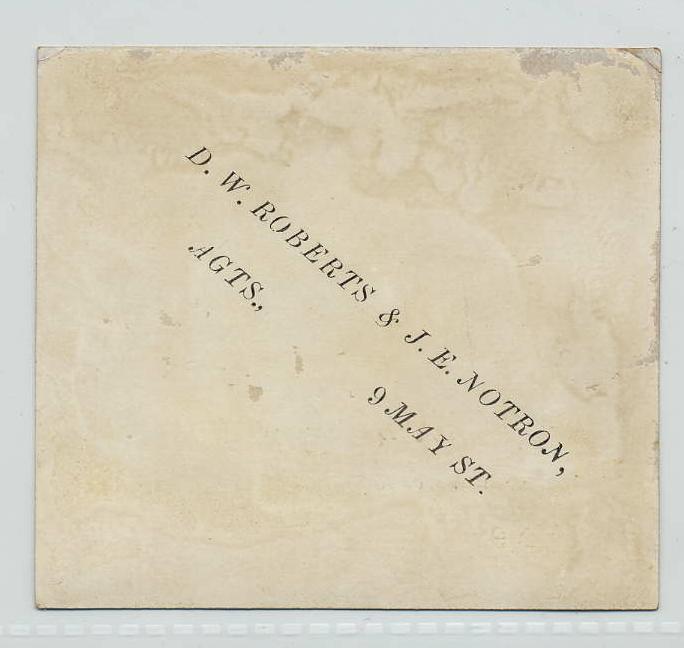 D. W. ROBERTS & J. E. NOTRON,
AGTS.,
9 MAY ST.